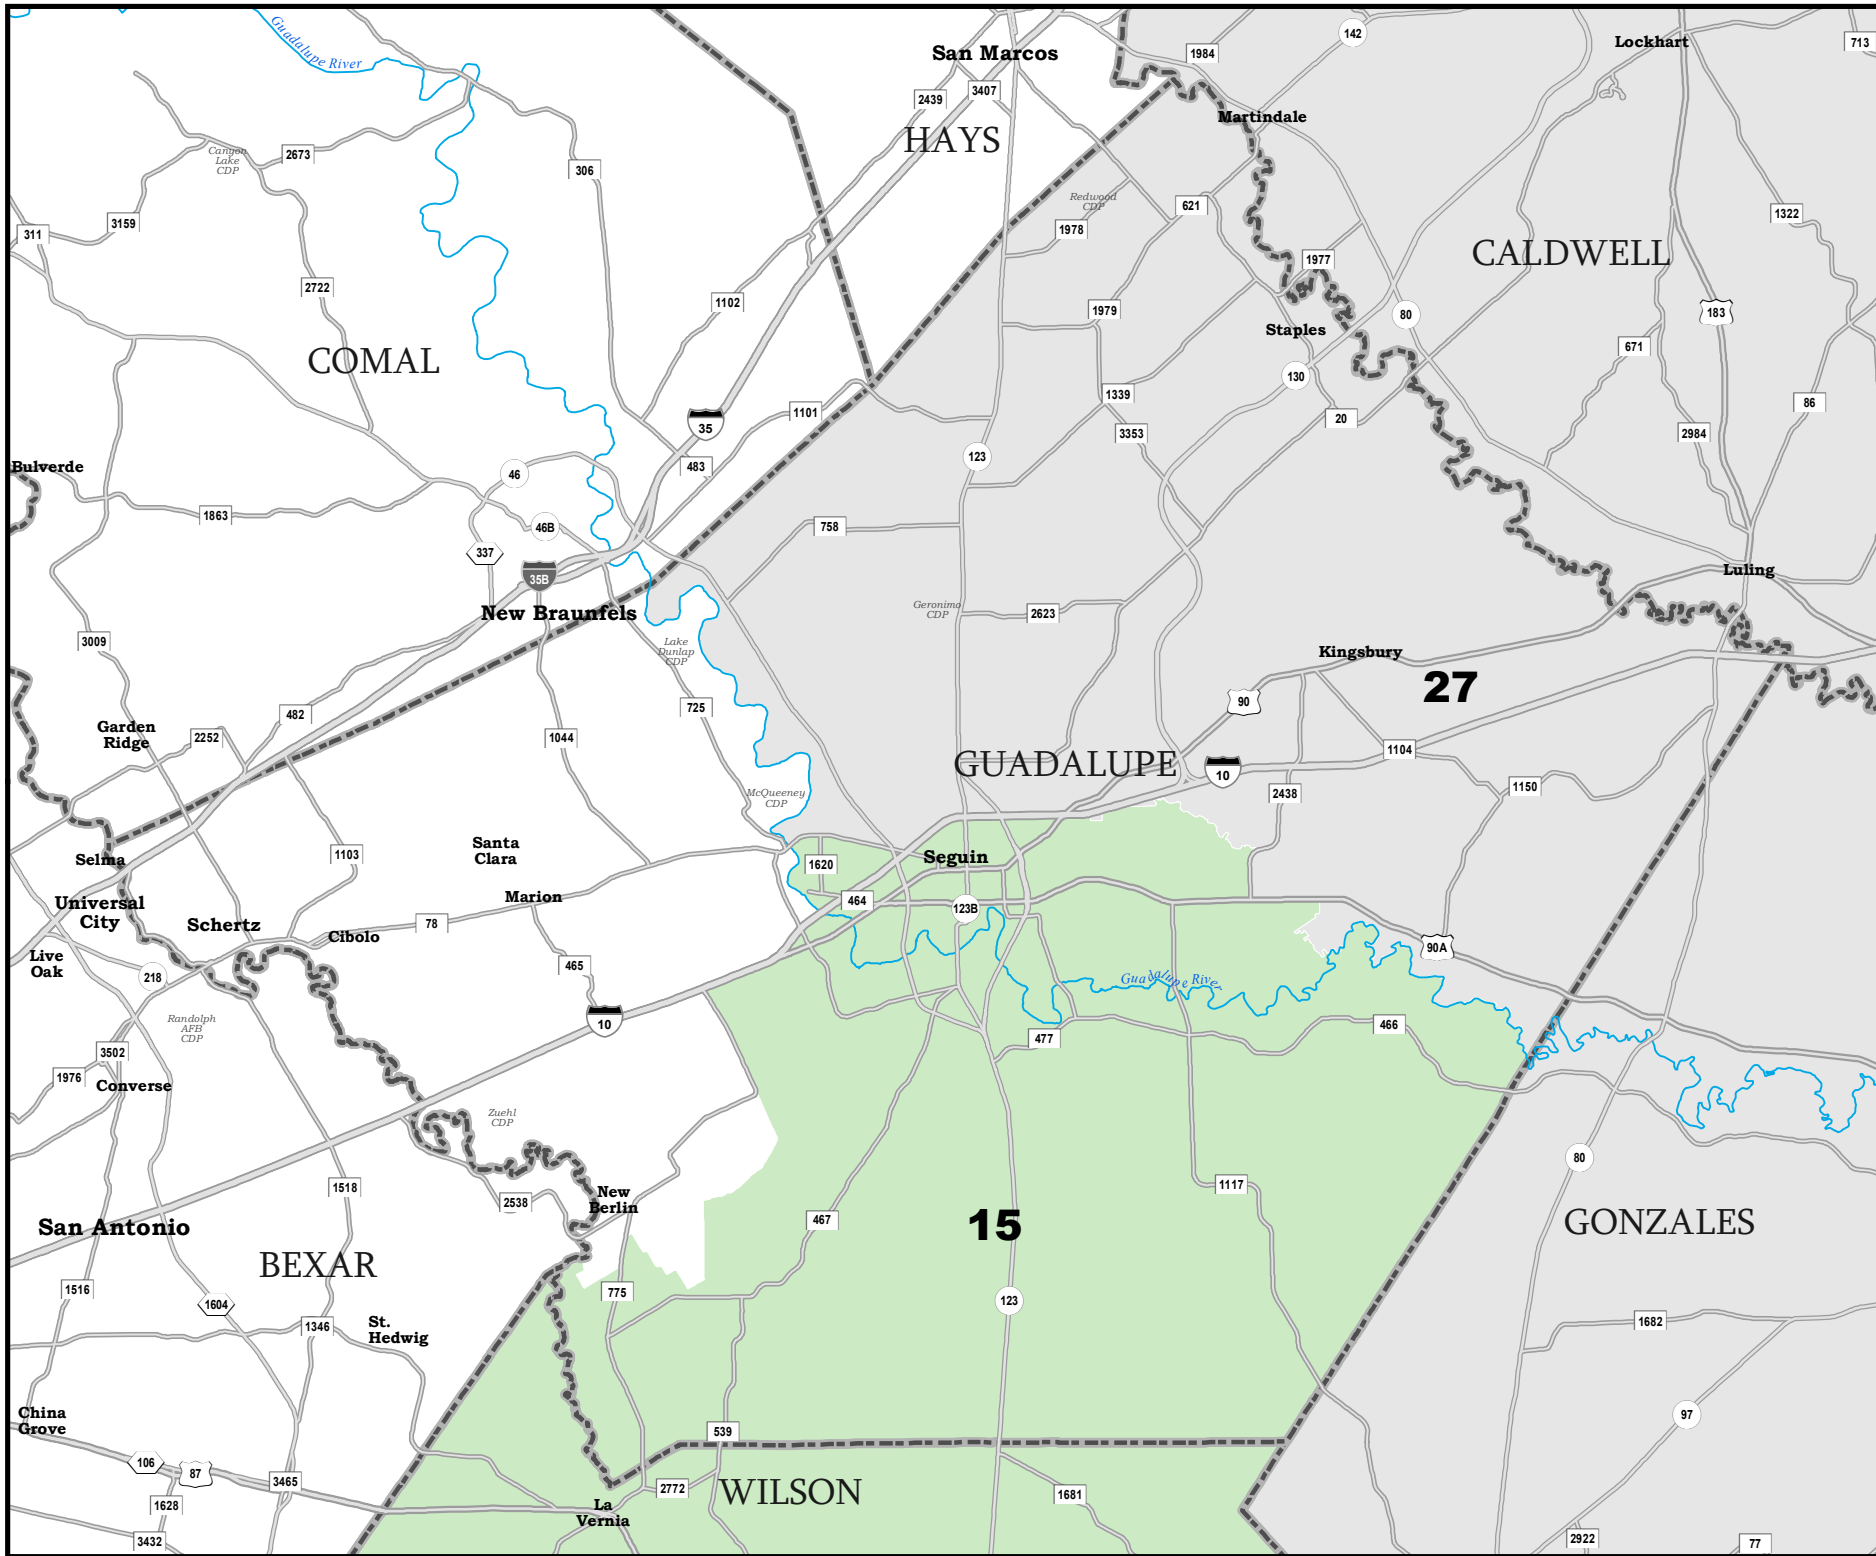 Guadalupe River
San Marcos
1984
142
Lockhart
713
2439
3407
HAYS
Martindale
Canyon
Lake
CDP
2673
306
Redwood
CDP
621
1322
3159
311
1978
1977
CALDWELL
2722
1102
1979
80
183
Staples
671
COMAL
130
1339
86
1101
35
20
3353
2984
123
Bulverde
46
483
1863
46B
758
337
35B
Luling
New Braunfels
Geronimo
CDP
2623
3009
Lake
Dunlap
CDP
Kingsbury
27
90
725
482
Garden
Ridge
2252
1044
1104
GUADALUPE
10
1150
2438
McQueeney
CDP
Selma
1103
Santa
Clara
1620
Seguin
Marion
464
123B
Universal
City
Schertz
78
Cibolo
90A
Live
Oak
218
465
Guadalupe River
Randolph
AFB
CDP
10
466
477
3502
1976
Converse
Zuehl
CDP
80
1518
2538
New
Berlin
1117
San Antonio
467
15
GONZALES
BEXAR
1516
775
123
1604
1346
St.
Hedwig
1682
China
Grove
97
539
106
87
3465
2772
WILSON
1681
1628
La
Vernia
3432
2922
77